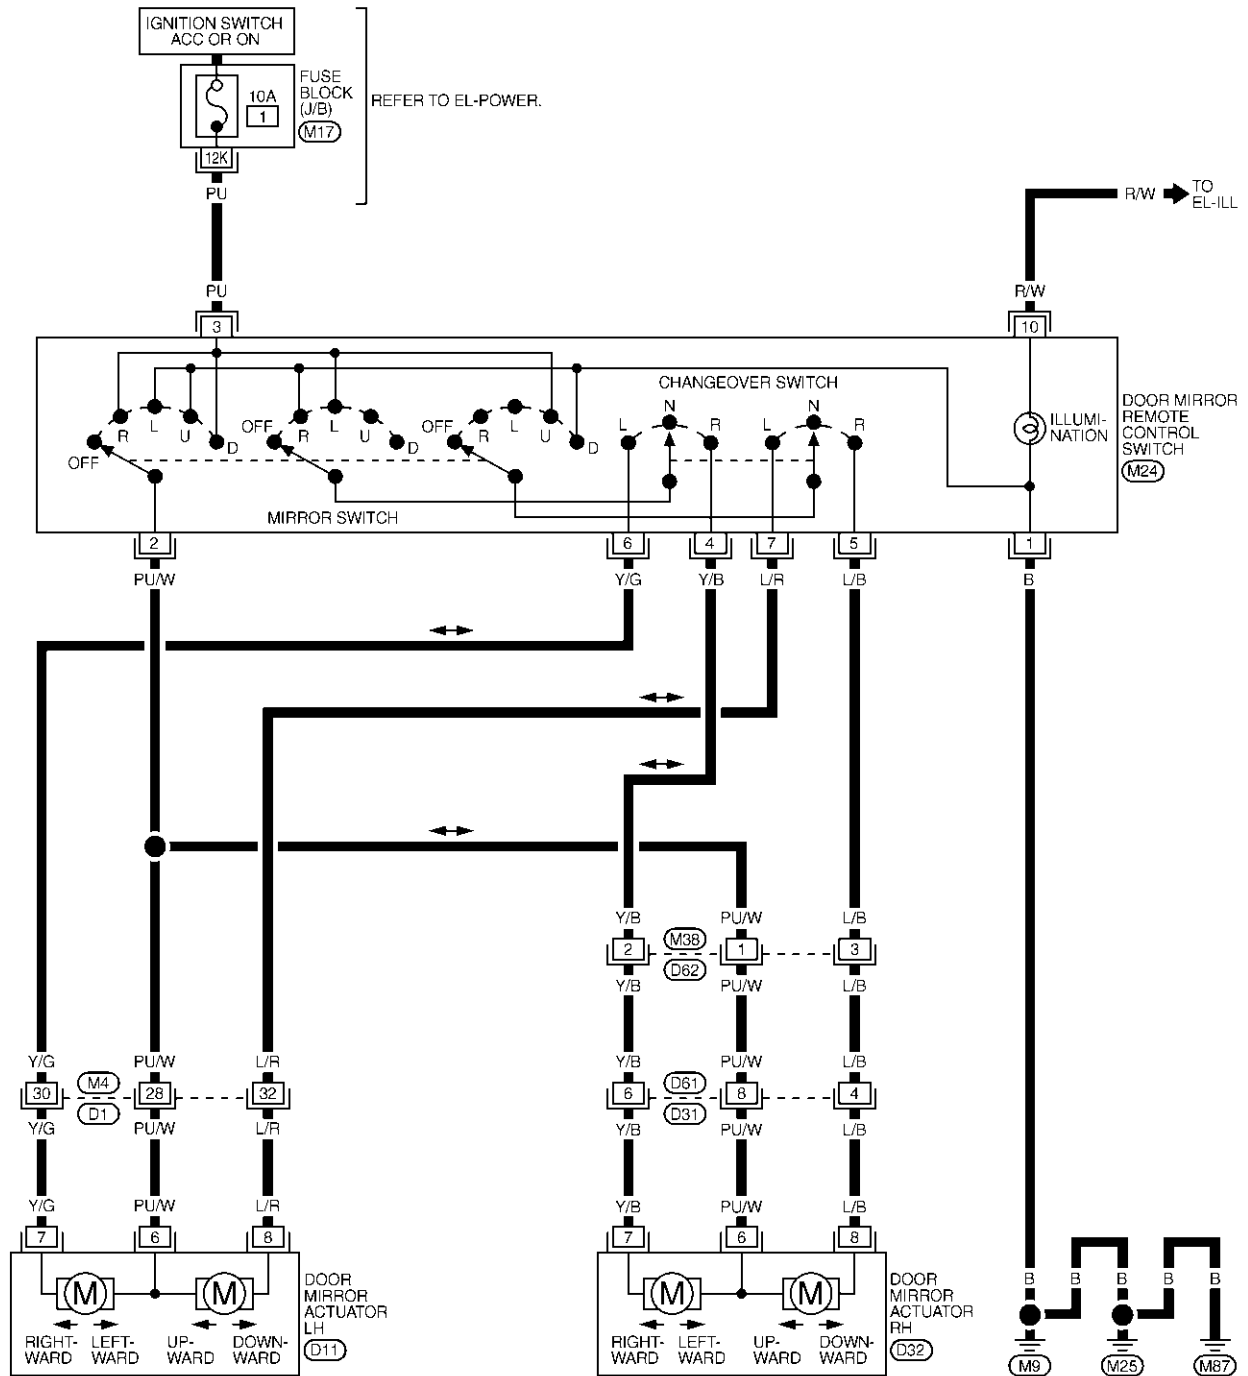 IGNITION SWITCH
ACC OR ON
FUSE
BLOCK
(J/B)
M17
10A
1
REFER TO EL-POWER.
12K
PU
R/W
TO
EL-ILL
PU
R/W
3
10
CHANGEOVER SWITCH
OFF
R
L
U
D
OFF
R
L
U
D
OFF
R
L
U
D
L
N
R
L
N
R
ILLUMI-
NATION
DOOR MIRROR
REMOTE
CONTROL
SWITCH
M24
MIRROR SWITCH
2
6
4
7
5
1
PU/W
Y/G
Y/B
L/R
L/B
B
Y/B
PU/W
L/B
2
M38
1
3
D62
Y/B
PU/W
L/B
Y/G
PU/W
L/R
Y/B
PU/W
L/B
30
M4
28
32
6
D61
8
4
D1
D31
Y/G
PU/W
L/R
Y/B
PU/W
L/B
Y/G
PU/W
L/R
Y/B
PU/W
L/B
7
6
8
7
6
8
M
M
M
M
DOOR
MIRROR
ACTUATOR
LH
D11
DOOR
MIRROR
ACTUATOR
RH
D32
RIGHT-
WARD
LEFT-
WARD
UP-
WARD
DOWN-
WARD
RIGHT-
WARD
LEFT-
WARD
UP-
WARD
DOWN-
WARD
B
B
B
B
B
M9
M25
M87